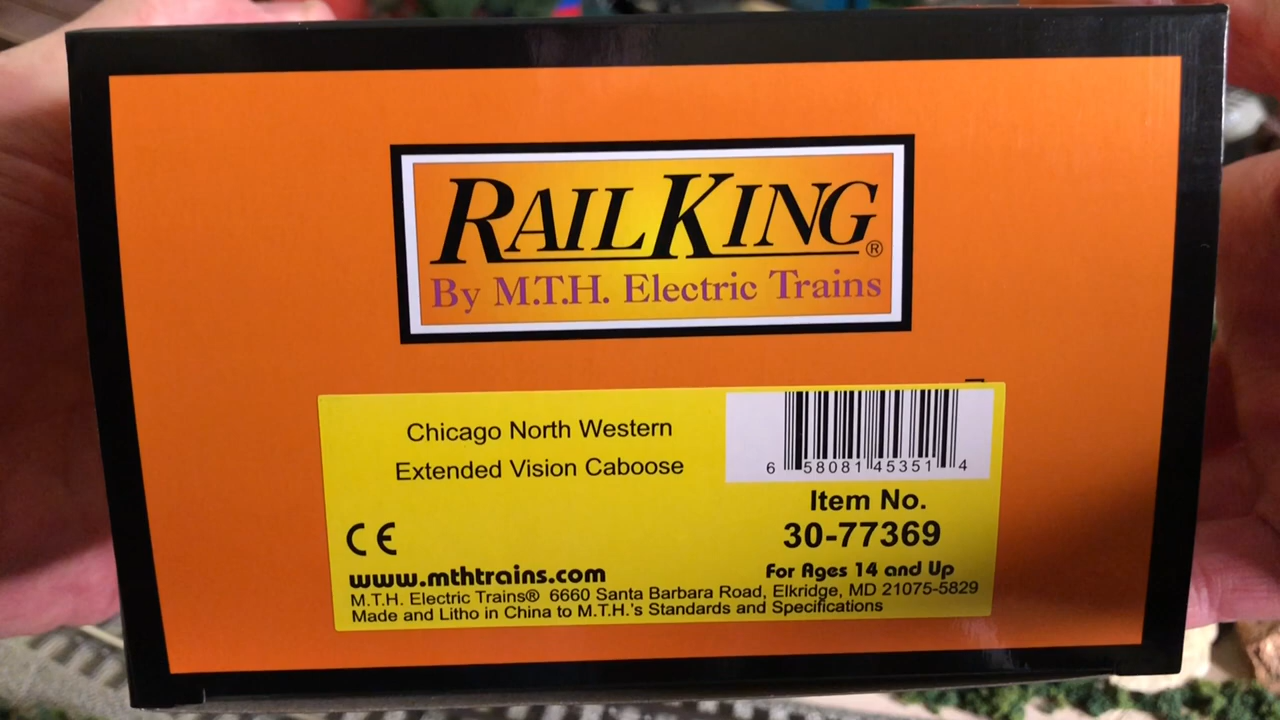 RAILKING®
By M.T.H. Electric Trains
Chicago North Western
Extended Vision Caboose
6 58081 45351 4
Item No.
30-77369
CE
www.mthtrains.com
For Ages 14 and Up
M.T.H. Electric Trains® 6660 Santa Barbara Road, Elkridge, MD 21075-5829
Made and Litho in China to M.T.H.'s Standards and Specifications